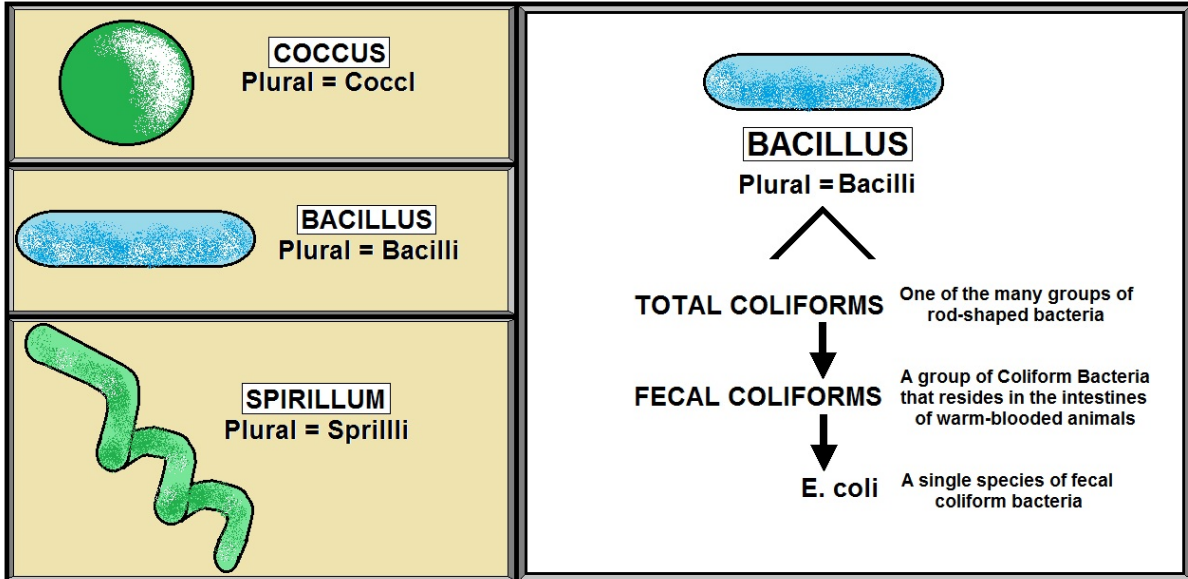 COCCUS
Plural = CoccI
BACILLUS
Plural = Bacilli
SPIRILLUM
Plural = Sprillli
BACILLUS
Plural = Bacilli
TOTAL COLIFORMS
One of the many groups of
rod-shaped bacteria
FECAL COLIFORMS
A group of Coliform Bacteria
that resides in the intestines
of warm-blooded animals
E. coli
A single species of fecal
coliform bacteria